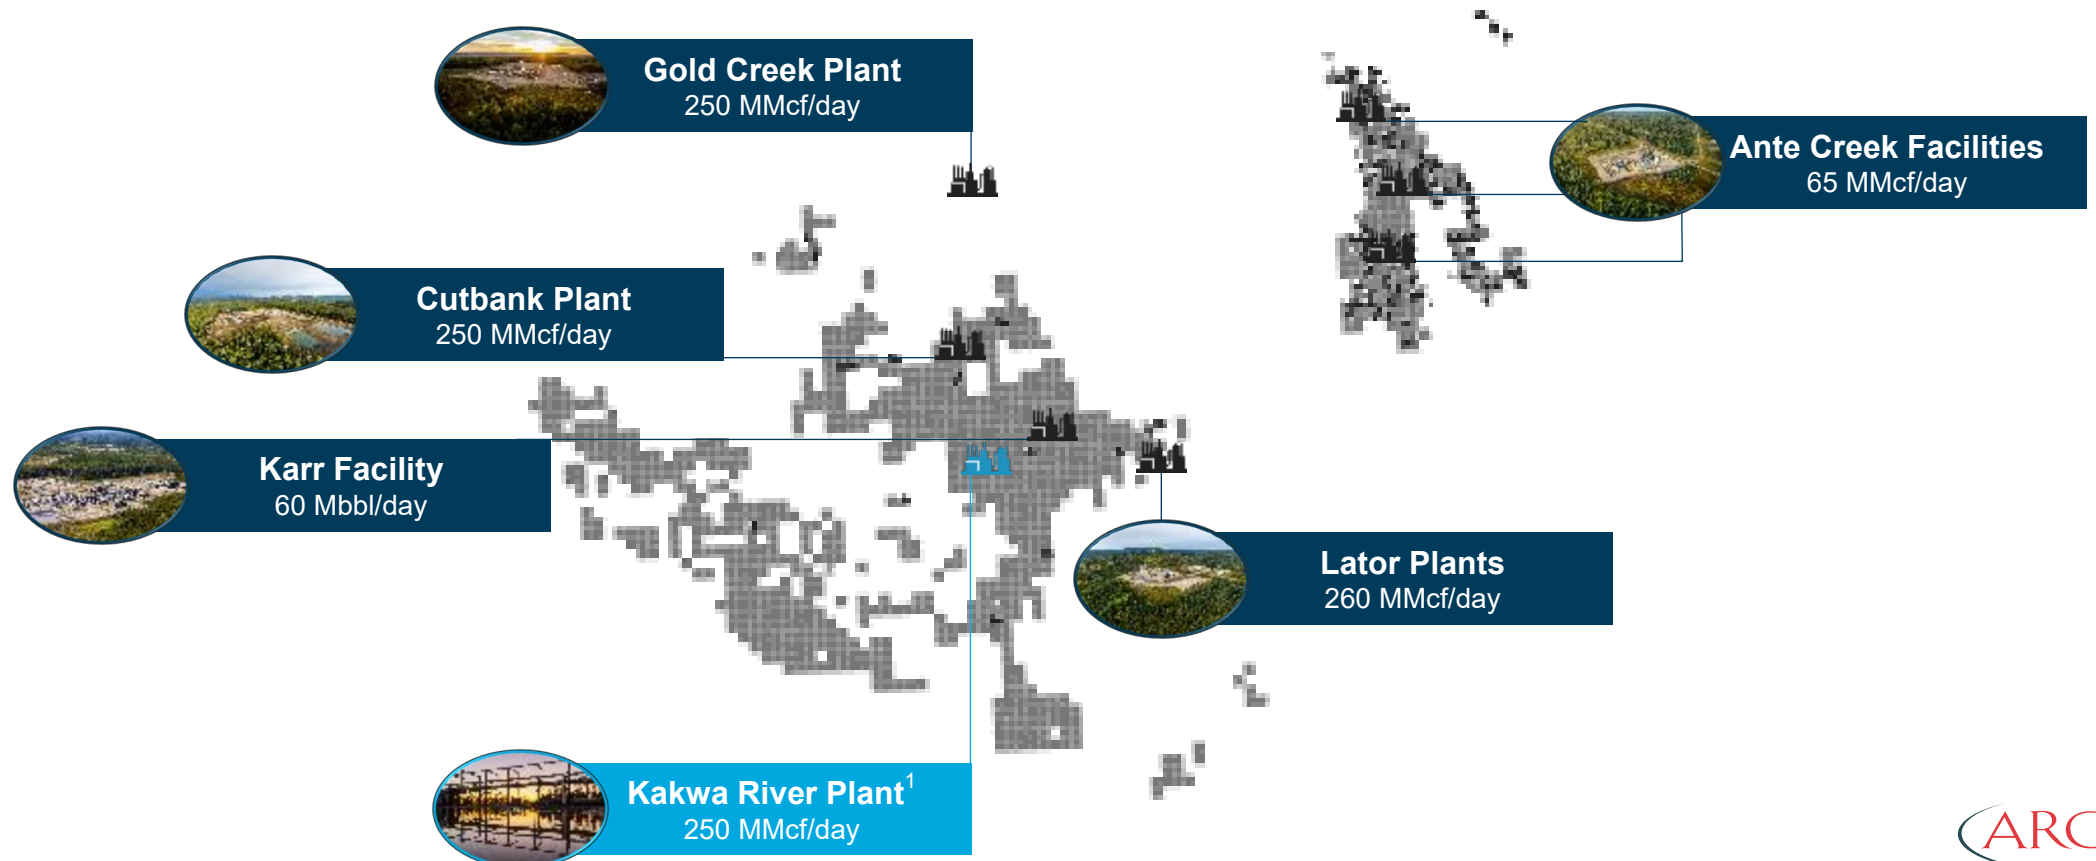 Gold Creek Plant
250 MMcf/day
Ante Creek Facilities
65 MMcf/day
Cutbank Plant
250 MMcf/day
Karr Facility
60 Mbbl/day
Lator Plants
260 MMcf/day
Kakwa River Plant1
250 MMcf/day
ARC